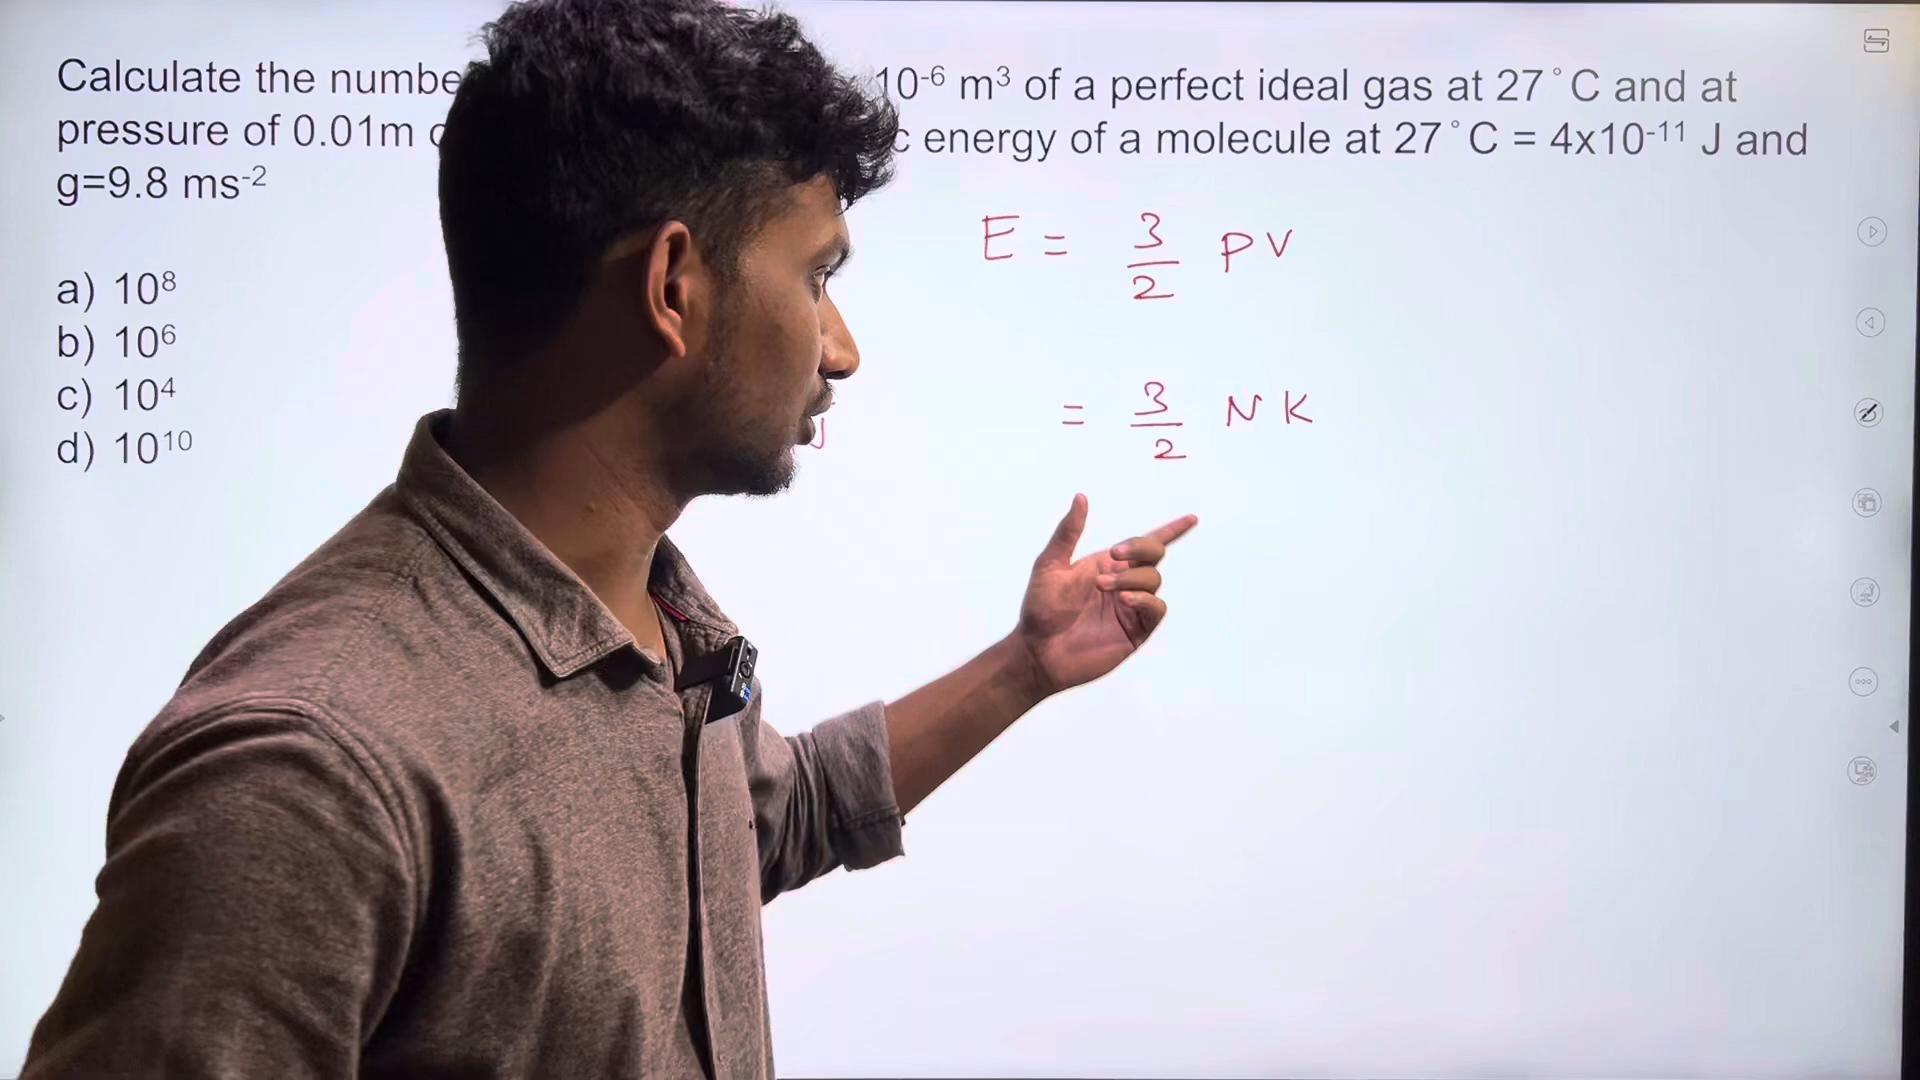 Calculate the 10⁻⁶ m³ of a perfect ideal gas at 27˚C and at
pressure of 0.01m energy of a molecule at 27˚C = 4x10⁻¹¹ J and
g=9.8 ms⁻²
a) 10⁸
b) 10⁶
c) 10⁴
d) 10¹⁰
E = 3/2 PV
= 3/2 NK